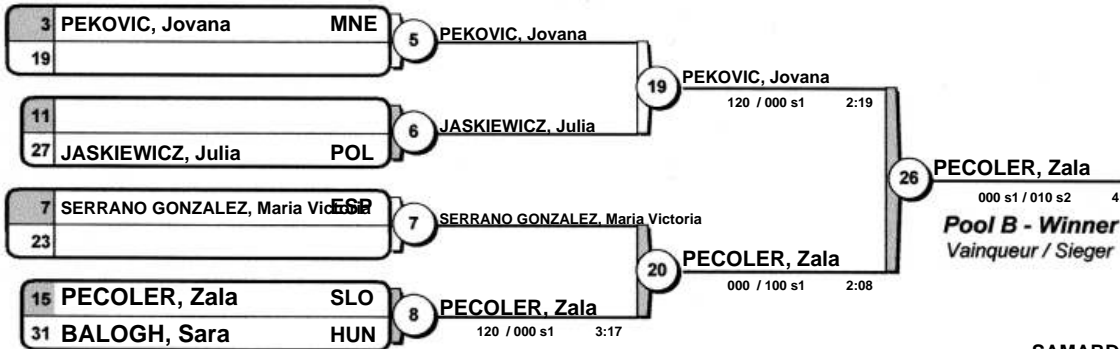 3 PEKOVIC, Jovana MNE
19
5 PEKOVIC, Jovana
11
27 JASKIEWICZ, Julia POL
6 JASKIEWICZ, Julia
19 PEKOVIC, Jovana
120 / 000 s1 2:19
7 SERRANO GONZALEZ, Maria Victoria ESP
23
7 SERRANO GONZALEZ, Maria Victoria
15 PECOLER, Zala SLO
31 BALOGH, Sara HUN
8 PECOLER, Zala
120 / 000 s1 3:17
20 PECOLER, Zala
000 / 100 s1 2:08
26 PECOLER, Zala
000 s1 / 010 s2 4
Pool B - Winner
Vainqueur / Sieger